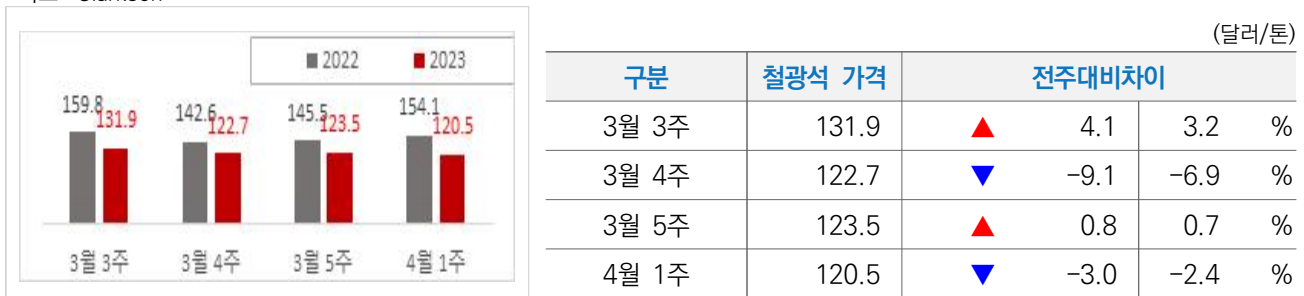 (달러/톤)
■ 2022 ■ 2023
159.8 131.9 142.6 122.7 145.5 123.5 154.1 120.5
3월 3주 3월 4주 3월 5주 4월 1주
구분 철광석 가격 전주대비차이
3월 3주 131.9 ▲ 4.1 3.2 %
3월 4주 122.7 ▼ -9.1 -6.9 %
3월 5주 123.5 ▲ 0.8 0.7 %
4월 1주 120.5 ▼ -3.0 -2.4 %